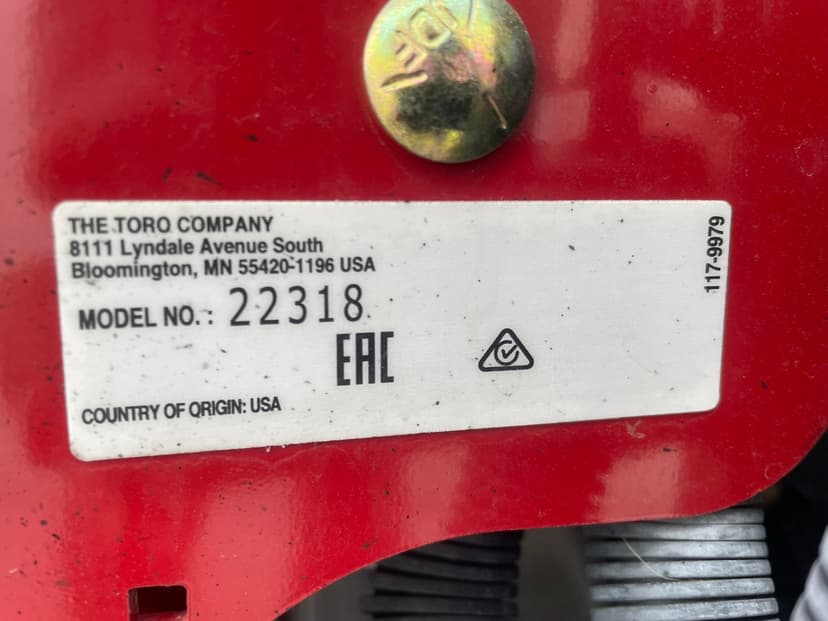 THE TORO COMPANY
8111 Lyndale Avenue South
Bloomington, MN 55420-1196 USA
MODEL NO. : 22318
EAC
COUNTRY OF ORIGIN: USA
117-9979